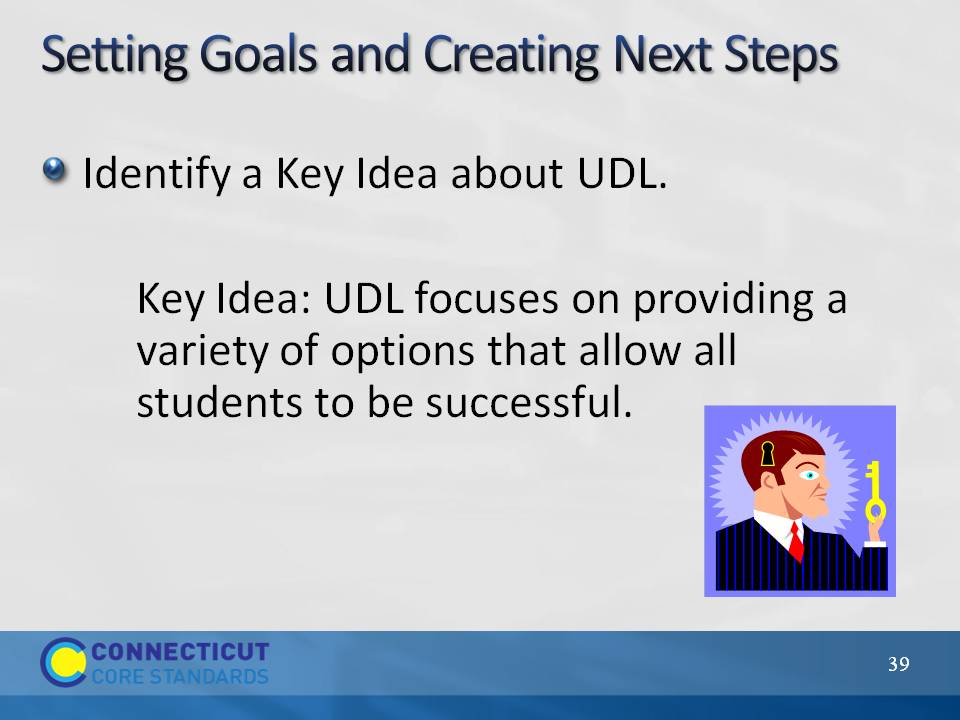 Setting Goals and Creating Next Steps
Identify a Key Idea about UDL.
Key Idea: UDL focuses on providing a
variety of options that allow all
students to be successful.
CONNECTICUT
CORE STANDARDS
39